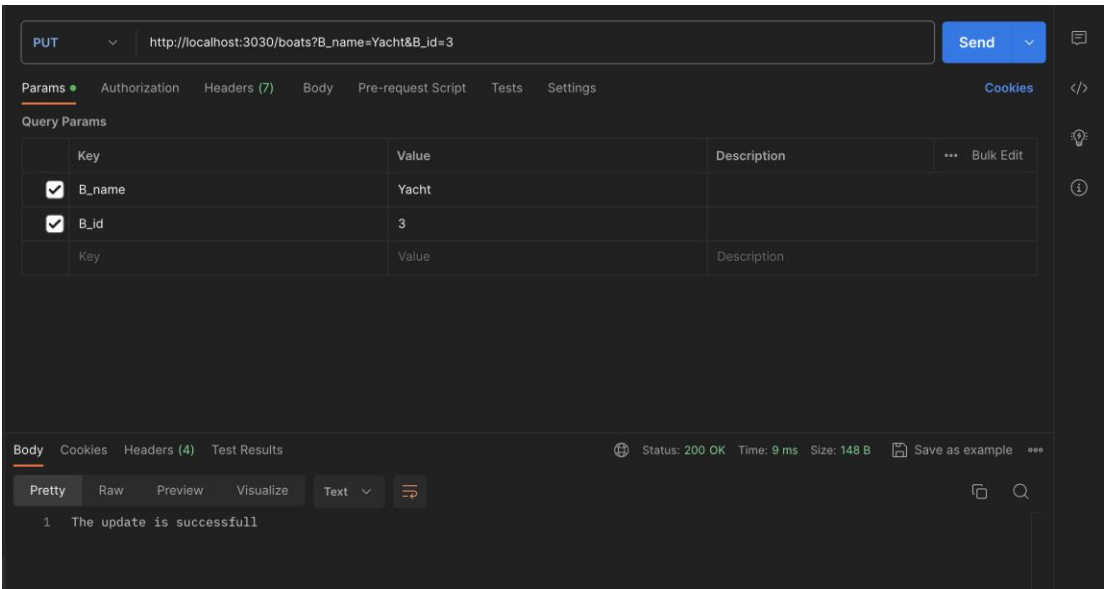 PUT http://localhost:3030/boats?B_name=Yacht&B_id=3 Send
Params Authorization Headers (7) Body Pre-request Script Tests Settings Cookies
Query Params
Key Value Description Bulk Edit
B_name Yacht
B_id 3
Key Value Description
Body Cookies Headers (4) Test Results Status: 200 OK Time: 9 ms Size: 148 B Save as example
Pretty Raw Preview Visualize Text
1 The update is successfull